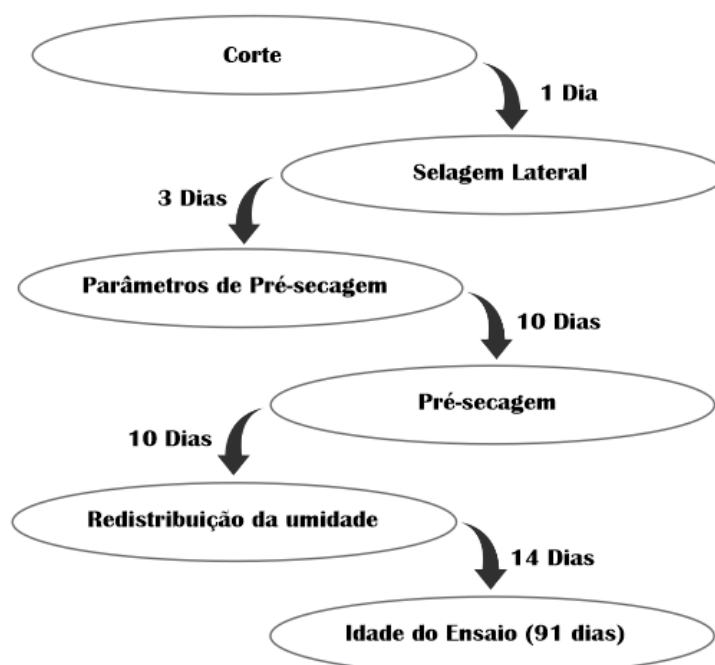 Corte
1 Dia
Selagem Lateral
3 Dias
Parâmetros de Pré-secagem
10 Dias
Pré-secagem
10 Dias
Redistribuição da umidade
14 Dias
Idade do Ensaio (91 dias)